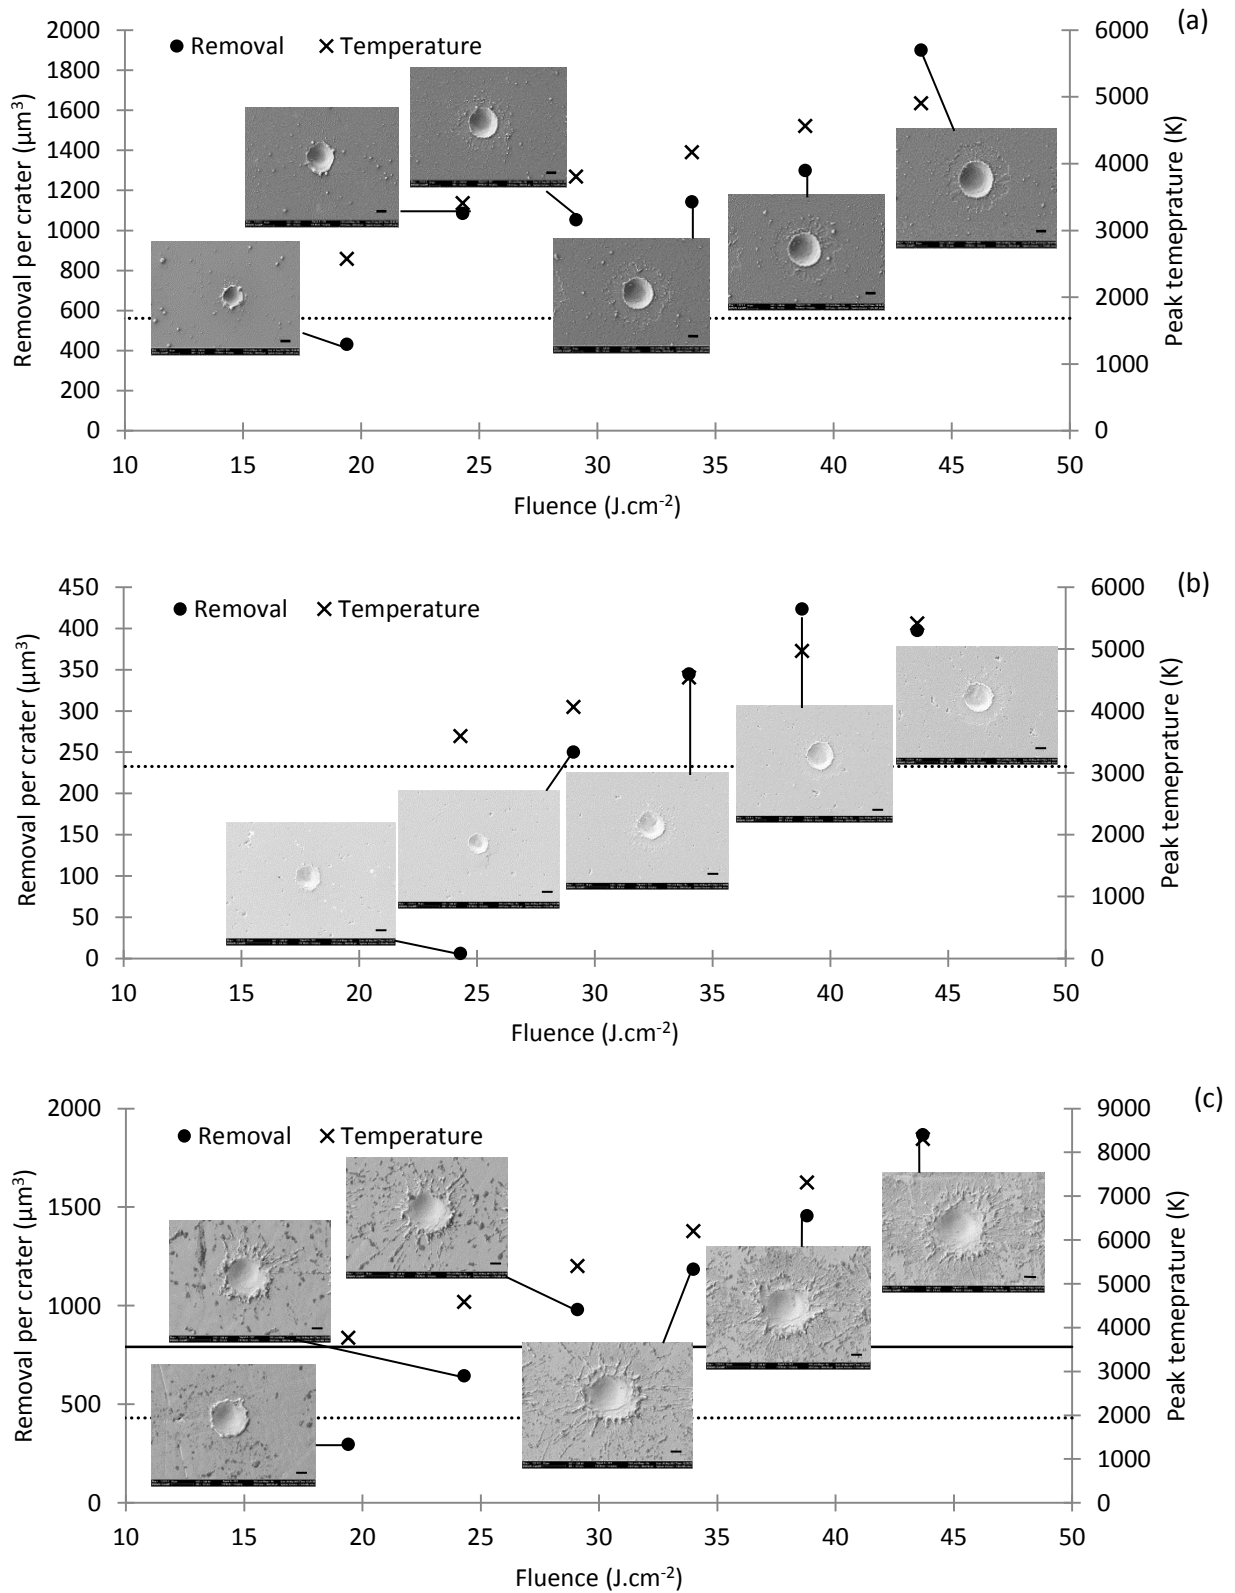 (a)
Removal
Temperature
Removal per crater (µm³)
2000
1800
1600
1400
1200
1000
800
600
400
200
0
6000
5000
4000
3000
2000
1000
0
Peak temeprature (K)
10 15 20 25 30 35 40 45 50
Fluence (J.cm⁻²)
(b)
Removal
Temperature
Removal per crater (µm³)
450
400
350
300
250
200
150
100
50
0
6000
5000
4000
3000
2000
1000
0
Peak temeprature (K)
10 15 20 25 30 35 40 45 50
Fluence (J.cm⁻²)
(c)
Removal
Temperature
Removal per crater (µm³)
2000
1500
1000
500
0
9000
8000
7000
6000
5000
4000
3000
2000
1000
0
Peak temeprature (K)
10 15 20 25 30 35 40 45 50
Fluence (J.cm⁻²)